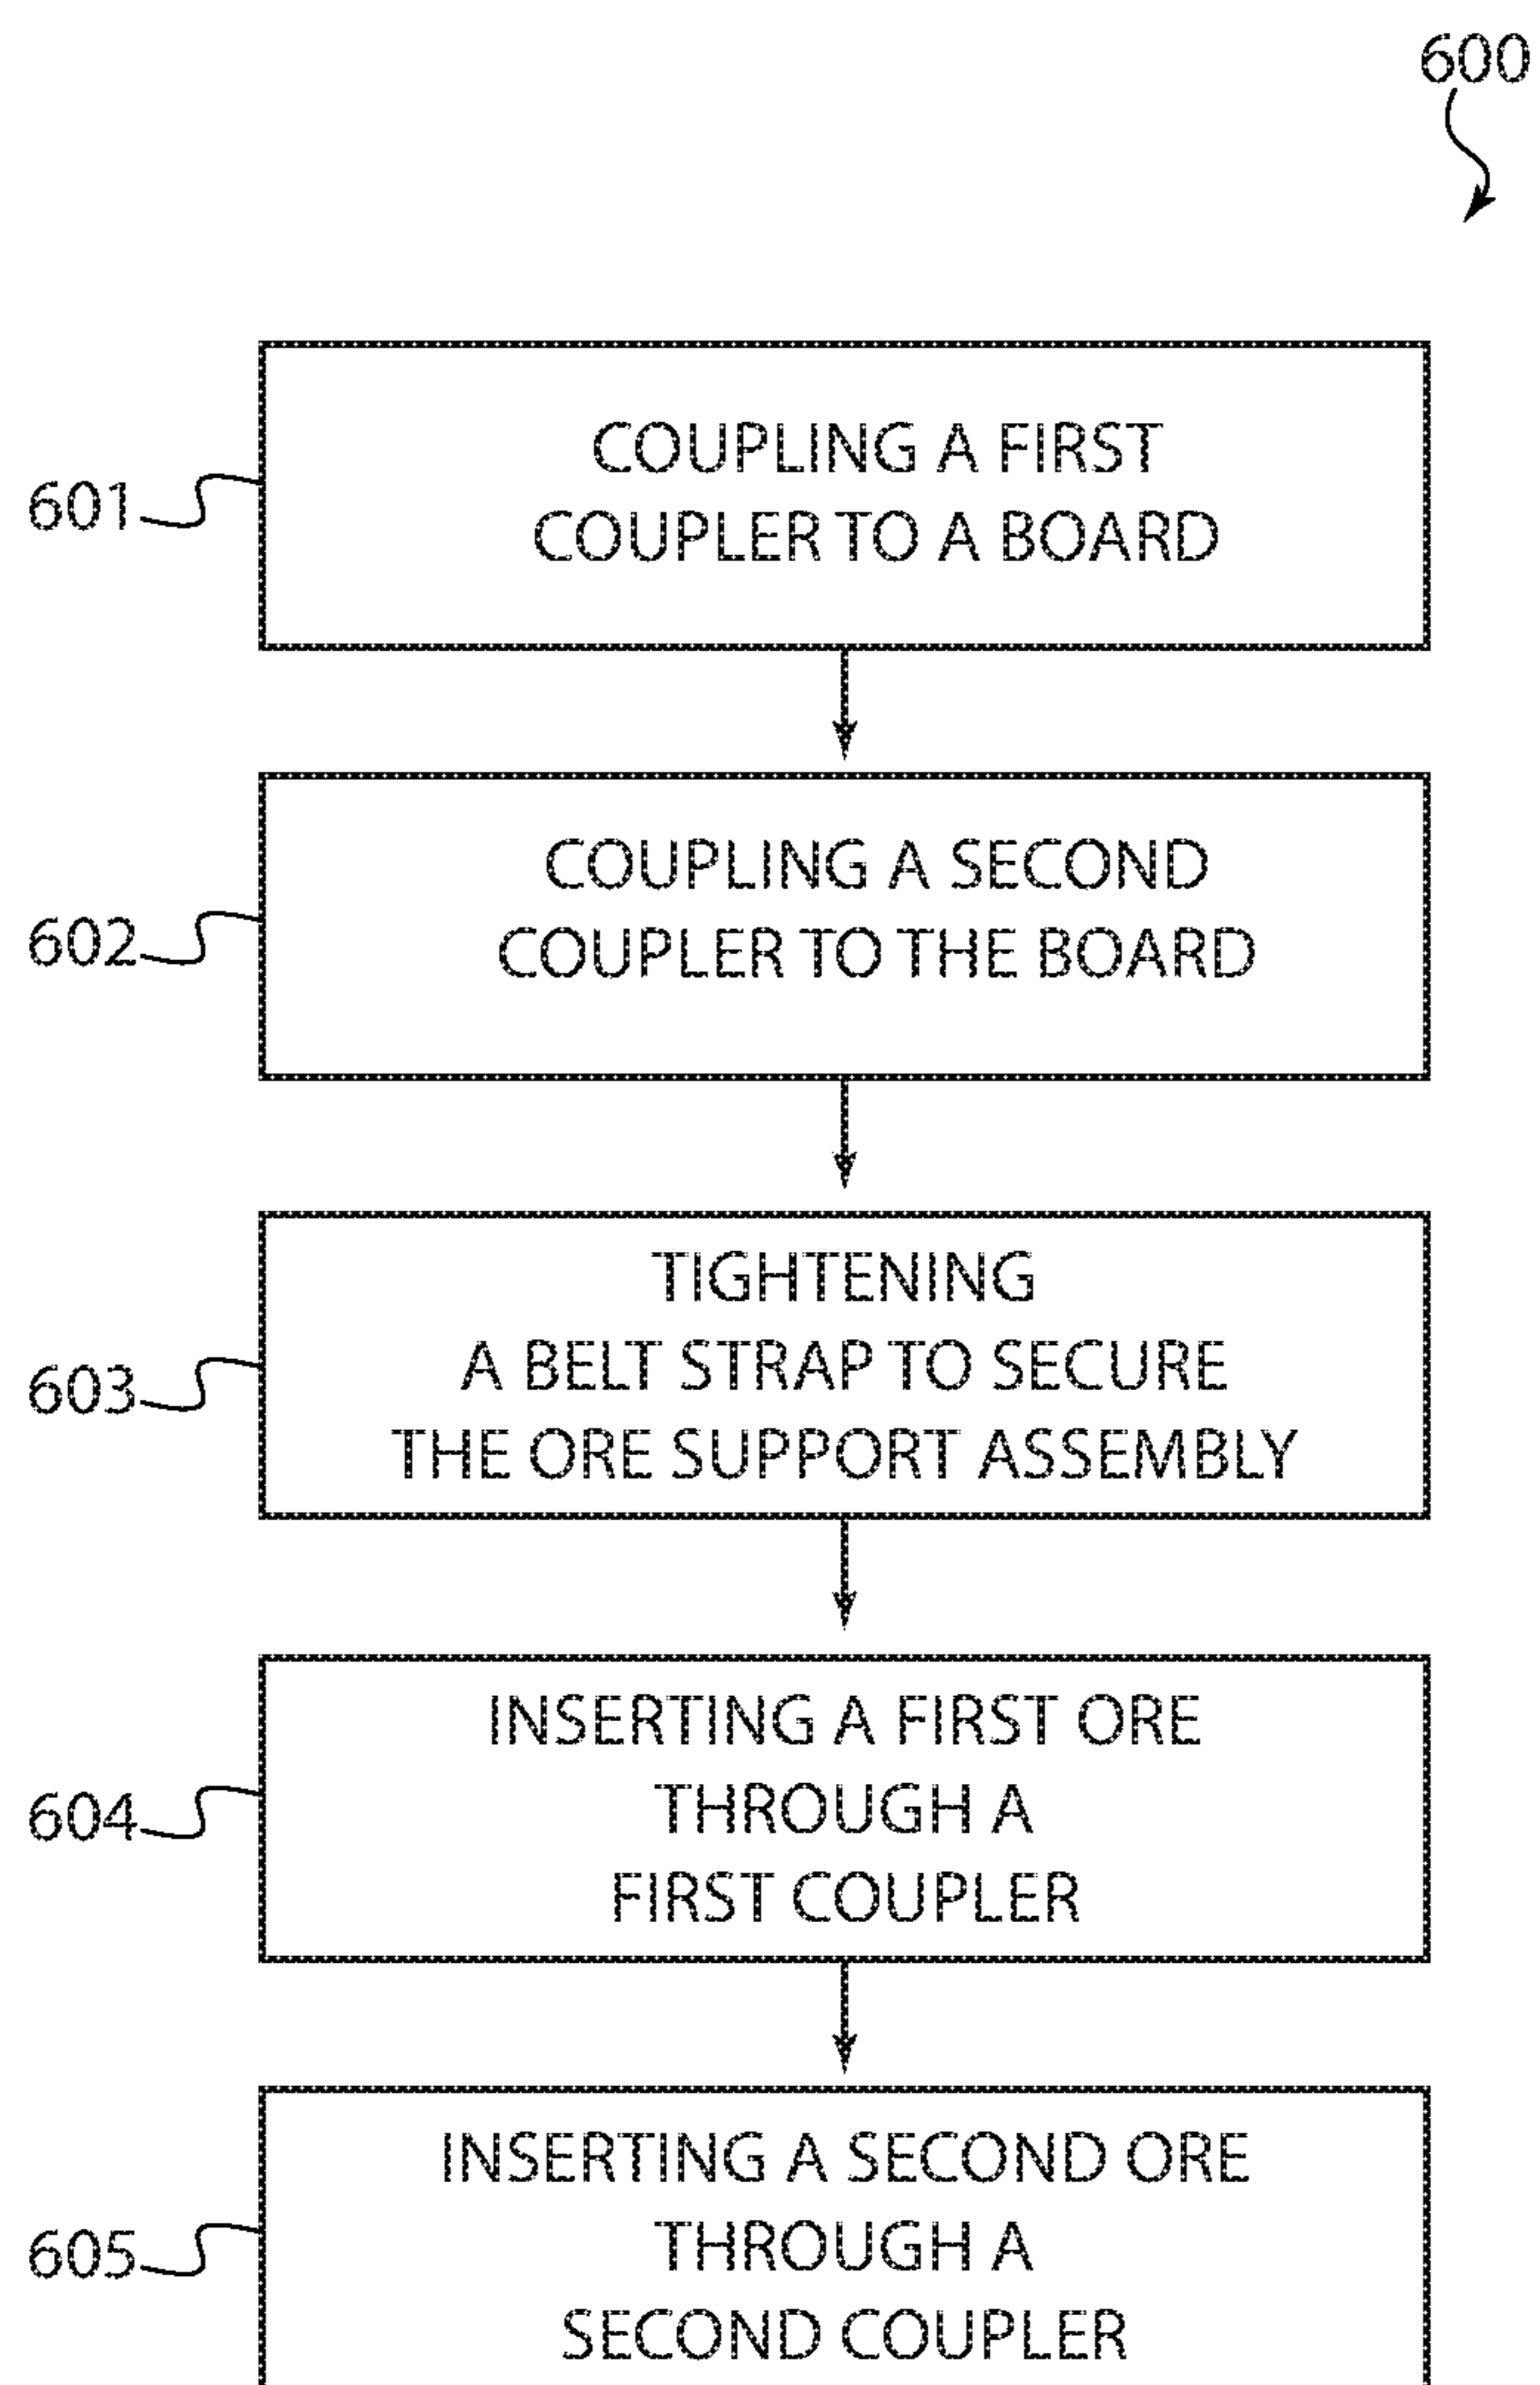 600
601
COUPLING A FIRST
COUPLER TO A BOARD
602
COUPLING A SECOND
COUPLER TO THE BOARD
603
TIGHTENING
A BELT STRAP TO SECURE
THE ORE SUPPORT ASSEMBLY
604
INSERTING A FIRST ORE
THROUGH A
FIRST COUPLER
605
INSERTING A SECOND ORE
THROUGH A
SECOND COUPLER